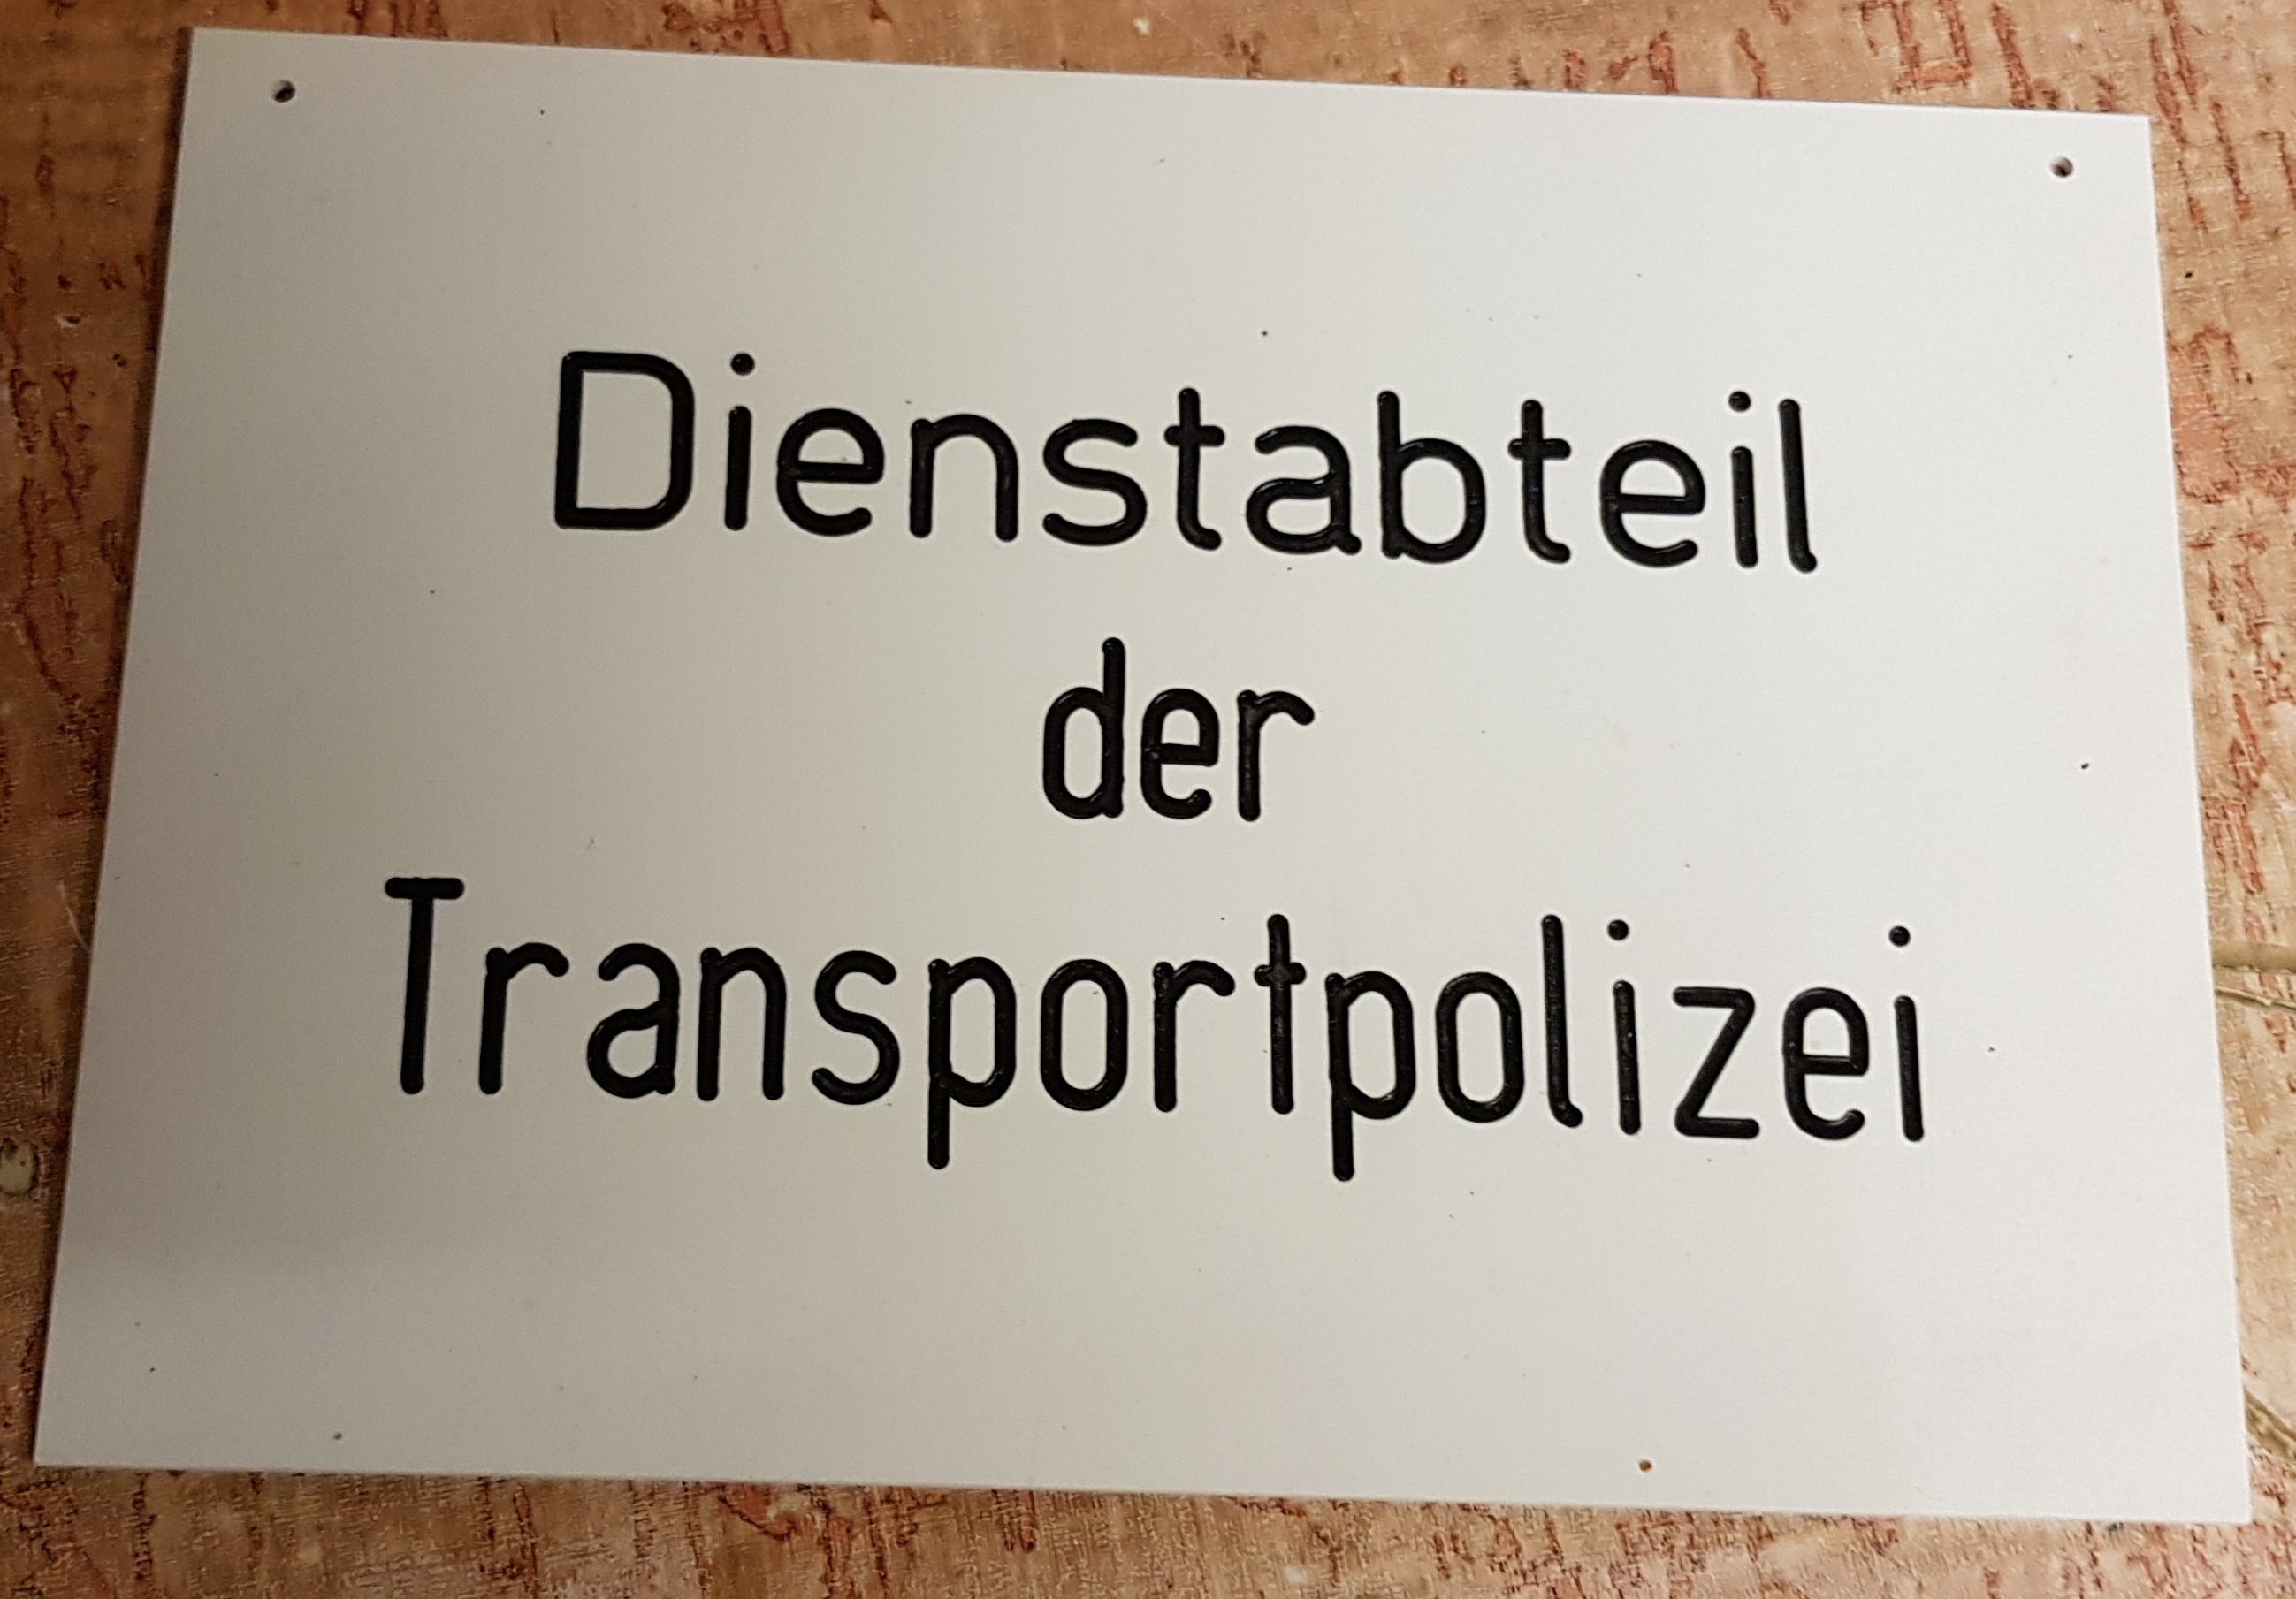 Dienstabteil
der
Transportpolizei